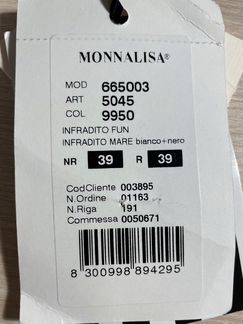 MONNALISA®
MOD 665003
ART 5045
COL 9950
INFRADITO FUN
INFRADITO MARE bianco+nero
NR 39 R 39
CodCliente 003895
N.Ordine 01163
N.Riga 191
Commessa 0050671
8 300998 894295